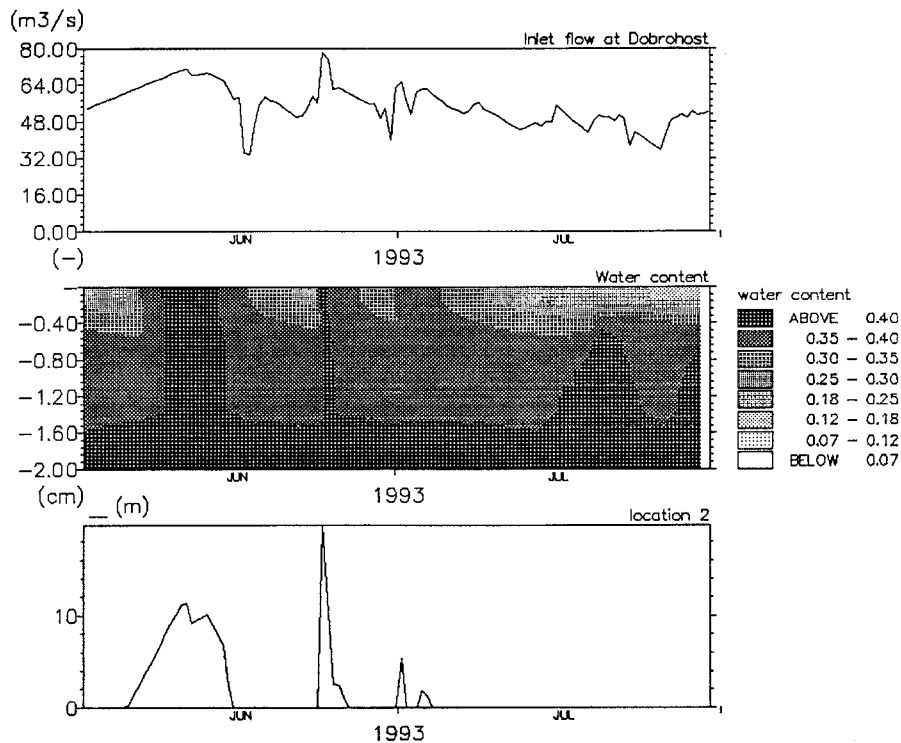 (m3/s)
Inlet flow at Dobrohost
80.00
64.00
48.00
32.00
16.00
0.00
JUN
JUL
1993
(-)
Water content
-0.40
-0.80
-1.20
-1.60
-2.00
JUN
JUL
1993
water content
ABOVE 0.40
0.35 - 0.40
0.30 - 0.35
0.25 - 0.30
0.18 - 0.25
0.12 - 0.18
0.07 - 0.12
BELOW 0.07
(cm) __ (m)
location 2
10
0
JUN
JUL
1993